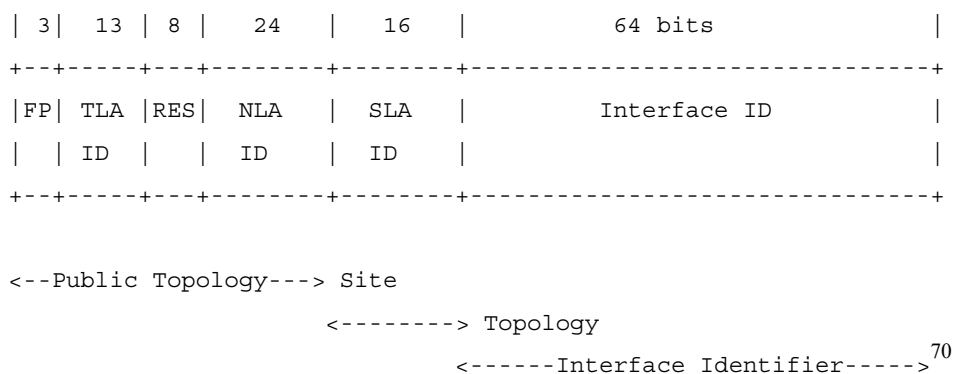 | 3| 13 | 8 | 24 | 16 | 64 bits |
+--+-----+---+--------+--------+--------------------------------+
|FP| TLA |RES| NLA | SLA | Interface ID |
| | ID | | ID | ID | |
+--+-----+---+--------+--------+--------------------------------+
<--Public Topology---> Site
<--------> Topology
<------Interface Identifier----->70